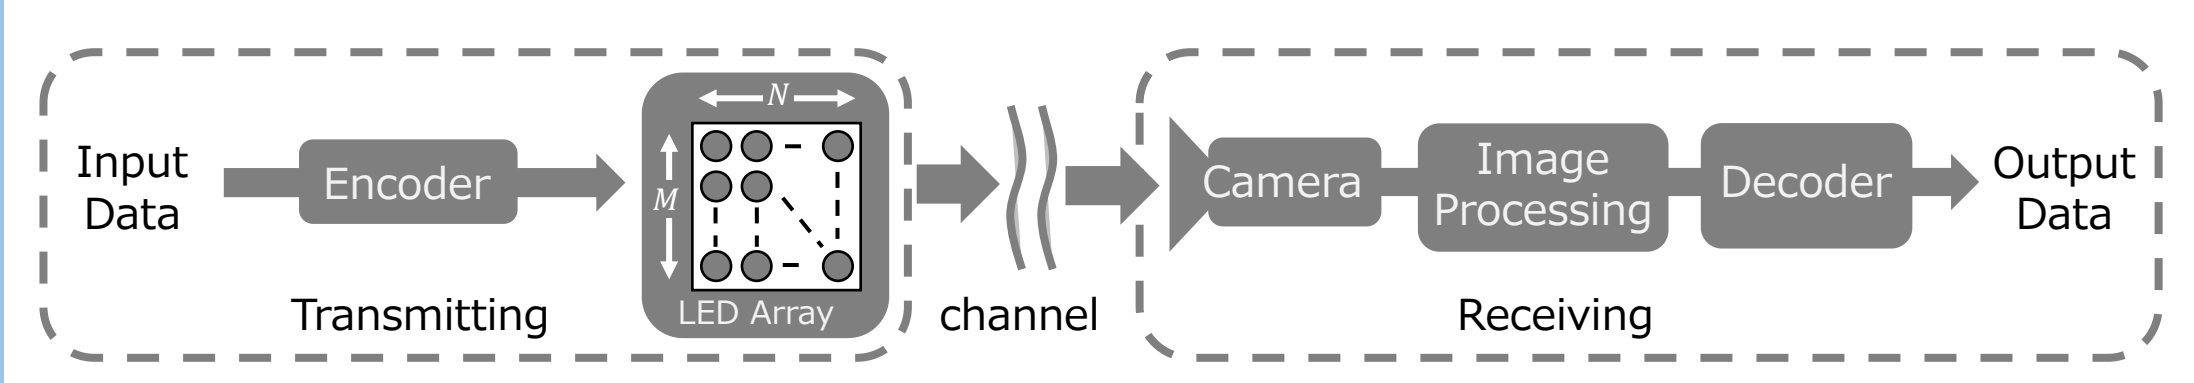 Input
Data
Encoder
N
M
LED Array
Transmitting
channel
Camera
Image
Processing
Decoder
Output
Data
Receiving